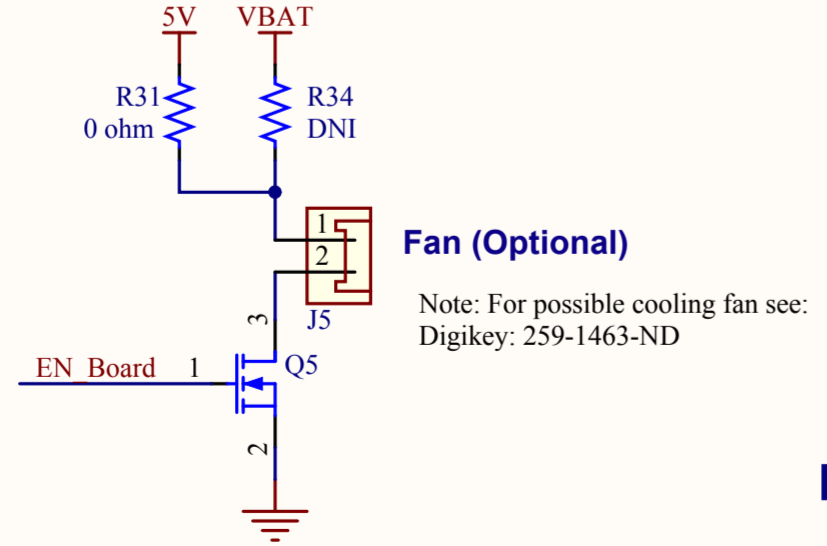 5V VBAT
R31 R34
0 ohm DNI
1
2
Fan (Optional)
Note: For possible cooling fan see:
Digikey: 259-1463-ND
J5
3
EN_Board 1 Q5
2